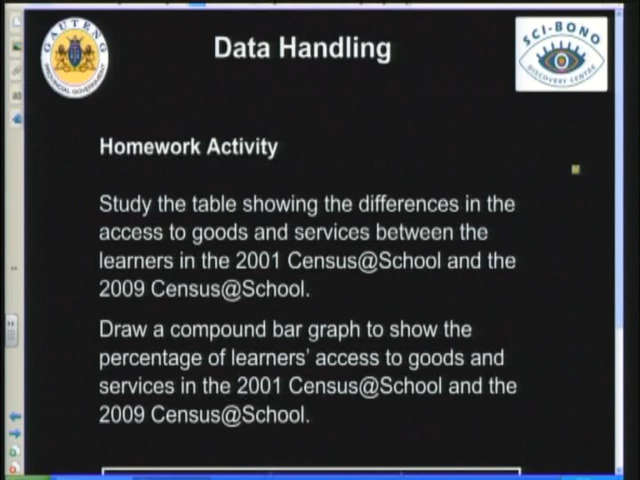 GAUTENG
PROVINCIAL GOVERNMENT
Data Handling
SCI-BONO
DISCOVERY CENTRE
Homework Activity
Study the table showing the differences in the
access to goods and services between the
learners in the 2001 Census@School and the
2009 Census@School.
Draw a compound bar graph to show the
percentage of learners' access to goods and
services in the 2001 Census@School and the
2009 Census@School.